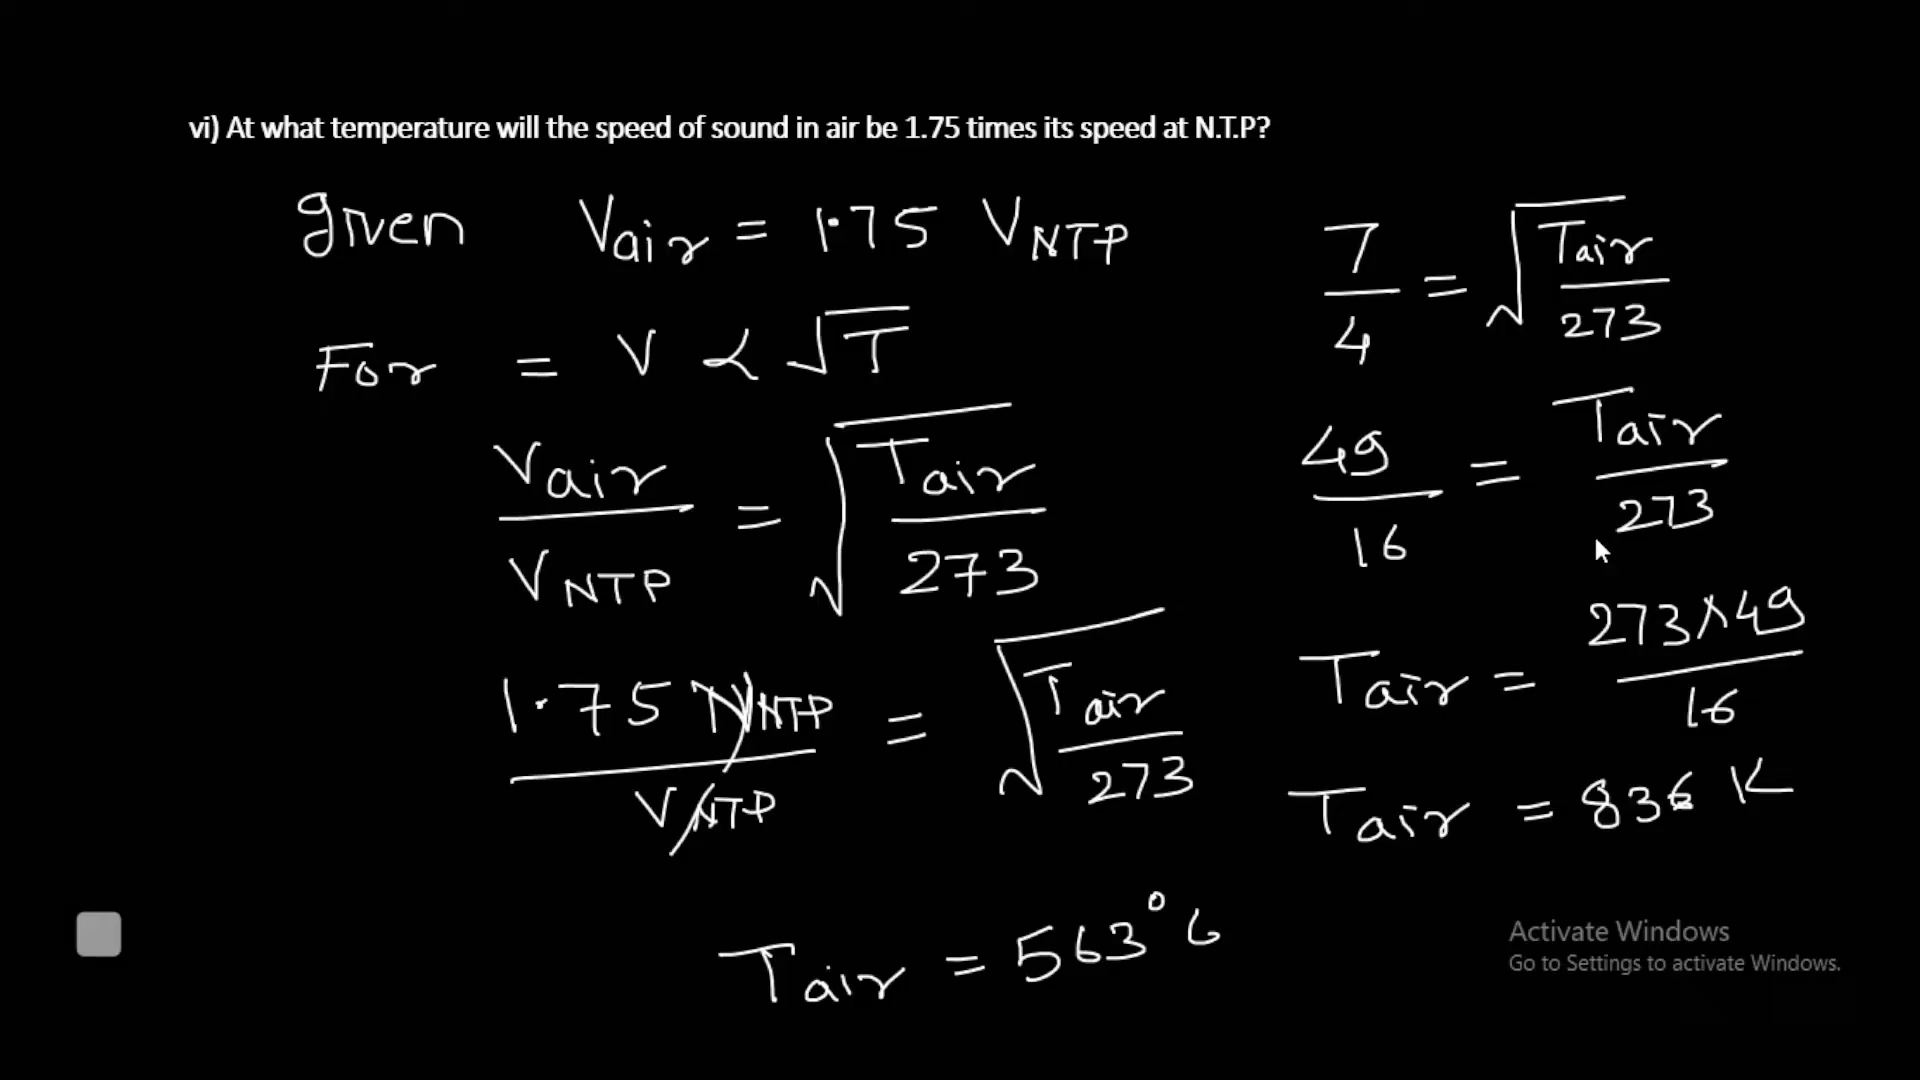 vi) At what temperature will the speed of sound in air be 1.75 times its speed at N.T.P?
given Vair = 1.75 VNTP
For = V ∝ √T
Vair / VNTP = √(Tair / 273)
1.75 VNTP / VNTP = √(Tair / 273)
7/4 = √(Tair / 273)
49/16 = Tair / 273
Tair = 273×49 / 16
Tair = 836 K
Tair = 563°C
Activate Windows
Go to Settings to activate Windows.